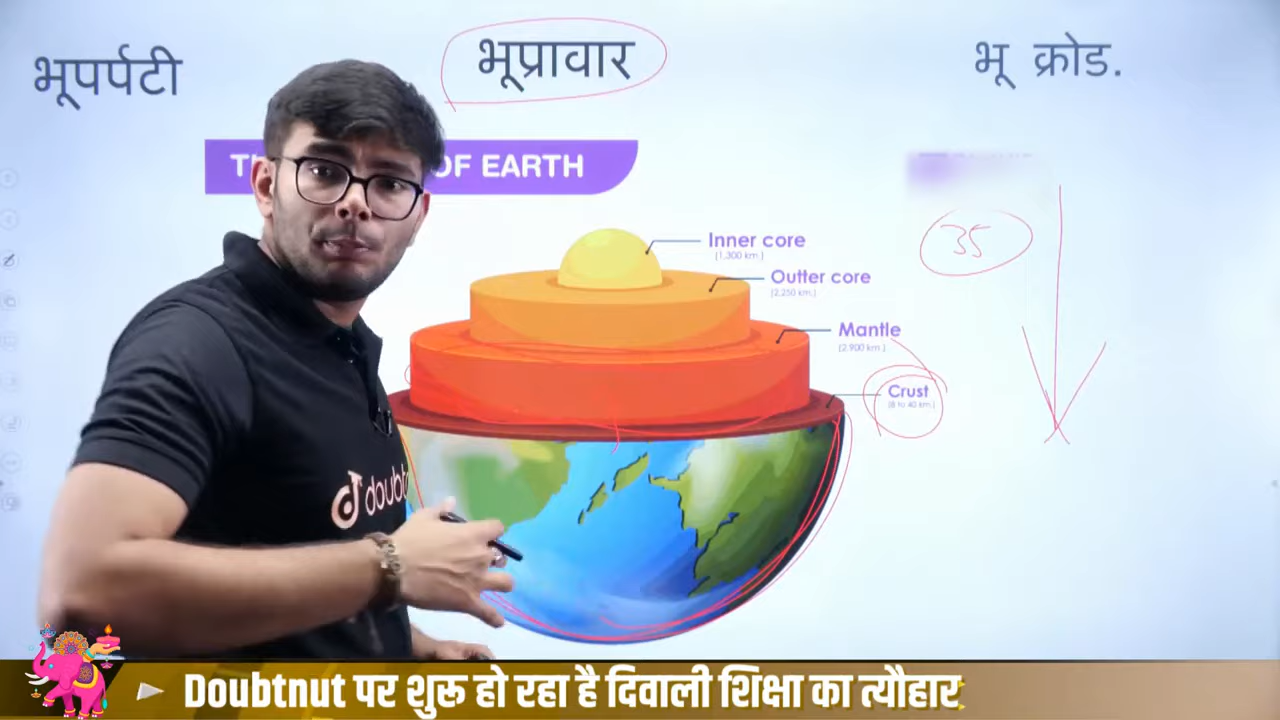 भूपर्पटी
भूप्रावार
भू क्रोड.
OF EARTH
35
Inner core
(1,300 km.)
Outter core
(2,250 km.)
Mantle
(2,900 km.)
Crust
(8 to 40 km.)
Doubtnut पर शुरू हो रहा है दिवाली शिक्षा का त्यौहार